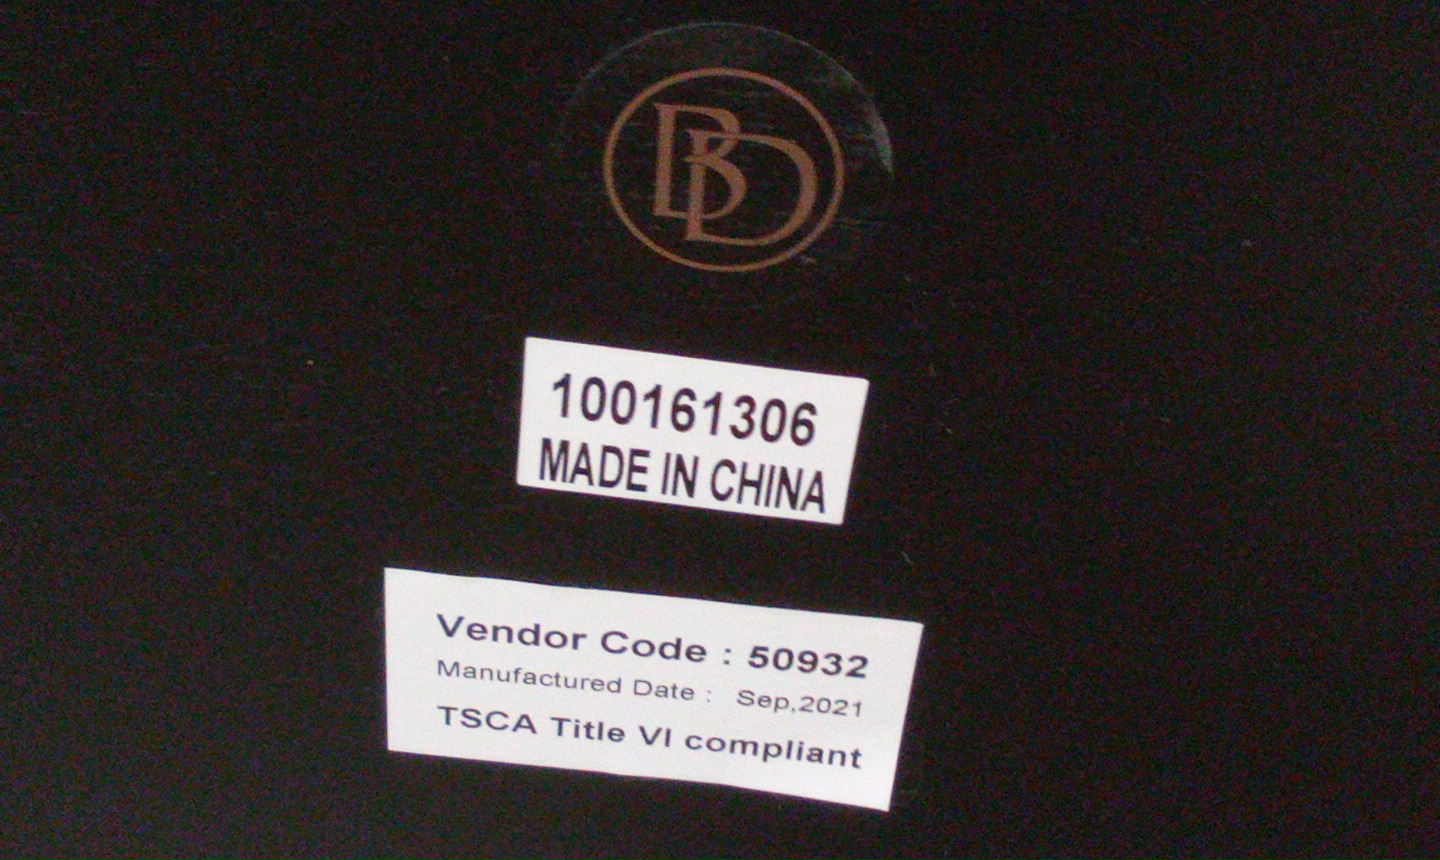 BD
100161306
MADE IN CHINA
Vendor Code : 50932
Manufactured Date : Sep,2021
TSCA Title VI compliant